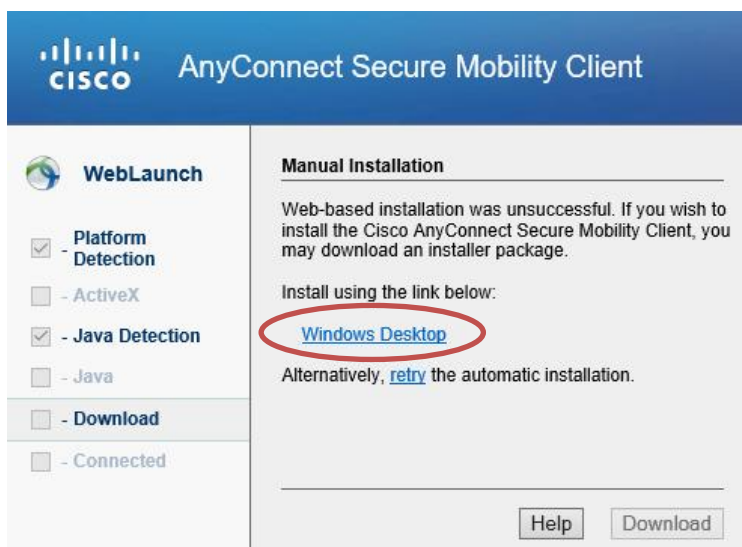 CISCO AnyConnect Secure Mobility Client
WebLaunch
- Platform
Detection
- ActiveX
- Java Detection
- Java
- Download
- Connected
Manual Installation
Web-based installation was unsuccessful. If you wish to
install the Cisco AnyConnect Secure Mobility Client, you
may download an installer package.
Install using the link below:
Windows Desktop
Alternatively, retry the automatic installation.
Help Download